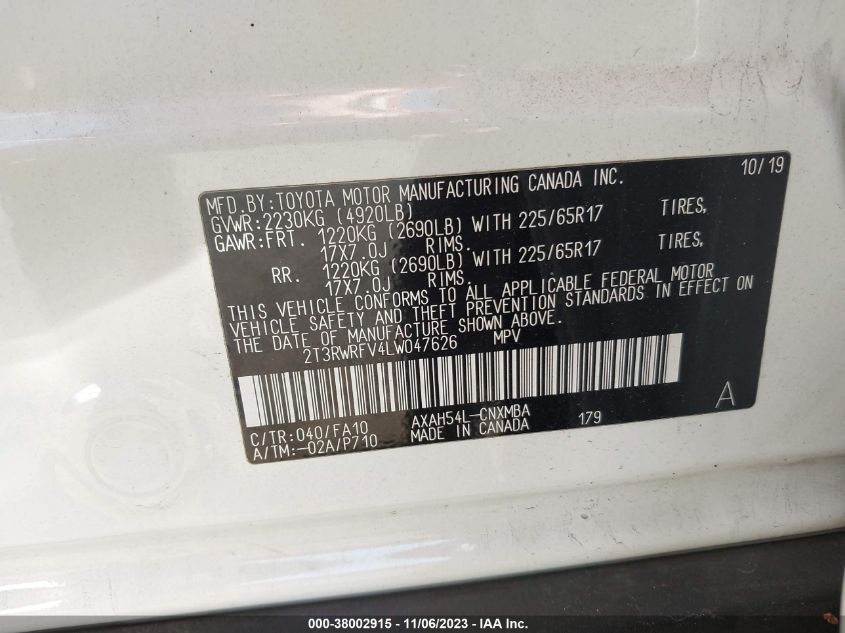 10/19
MFD.BY:TOYOTA MOTOR MANUFACTURING CANADA INC.
GVWR:2230KG (4920LB)
GAWR:FRT. 1220KG (2690LB) WITH 225/65R17 TIRES,
17X7.0J RIMS.
RR. 1220KG (2690LB) WITH 225/65R17 TIRES,
17X7.0J RIMS.
THIS VEHICLE CONFORMS TO ALL APPLICABLE FEDERAL MOTOR
VEHICLE SAFETY AND THEFT PREVENTION STANDARDS IN EFFECT ON
THE DATE OF MANUFACTURE SHOWN ABOVE.
2T3RWRFV4LW047626 MPV
C/TR:040/FA10 AXAH54L-CNXMBA 179 A
A/TM:-02A/P710 MADE IN CANADA
000-38002915 - 11/06/2023 - IAA Inc.